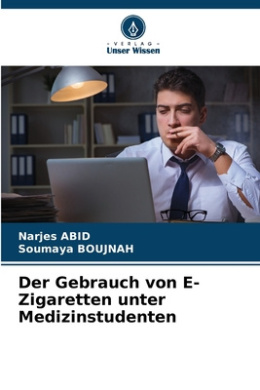 VERLAG
Unser Wissen
Narjes ABID
Soumaya BOUJNAH
Der Gebrauch von E-
Zigaretten unter
Medizinstudenten